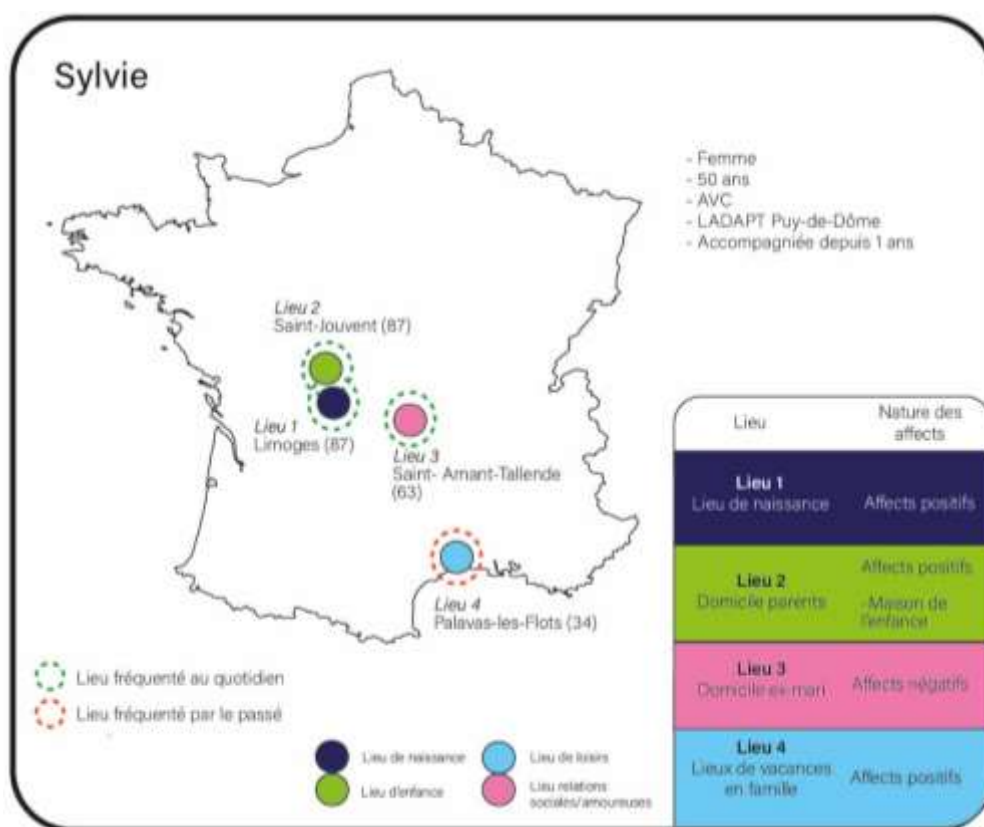 Sylvie
- Femme
- 50 ans
- AVC
- LADAPT Puy-de-Dôme
- Accompagniée depuis 1 ans
Lieu 2
Saint-Jouvent (87)
Lieu 1
Limoges (87)
Lieu 3
Saint- Amant-Tallende
(63)
Lieu 4
Palavas-les-Flots (34)
Lieu fréquenté au quotidien
Lieu fréquenté par le passé
Lieu de naissance
Lieu d'enfance
Lieu de loisirs
Lieu relations
sociales/amoureuses
Lieu
Nature des
affects
Lieu 1
Lieu de naissance
Affects positifs
Lieu 2
Domicile parents
Affects positifs
-Maison de
l'enfance
Lieu 3
Domicile ex-mari
Affects négatifs
Lieu 4
Lieux de vacances
en famille
Affects positifs